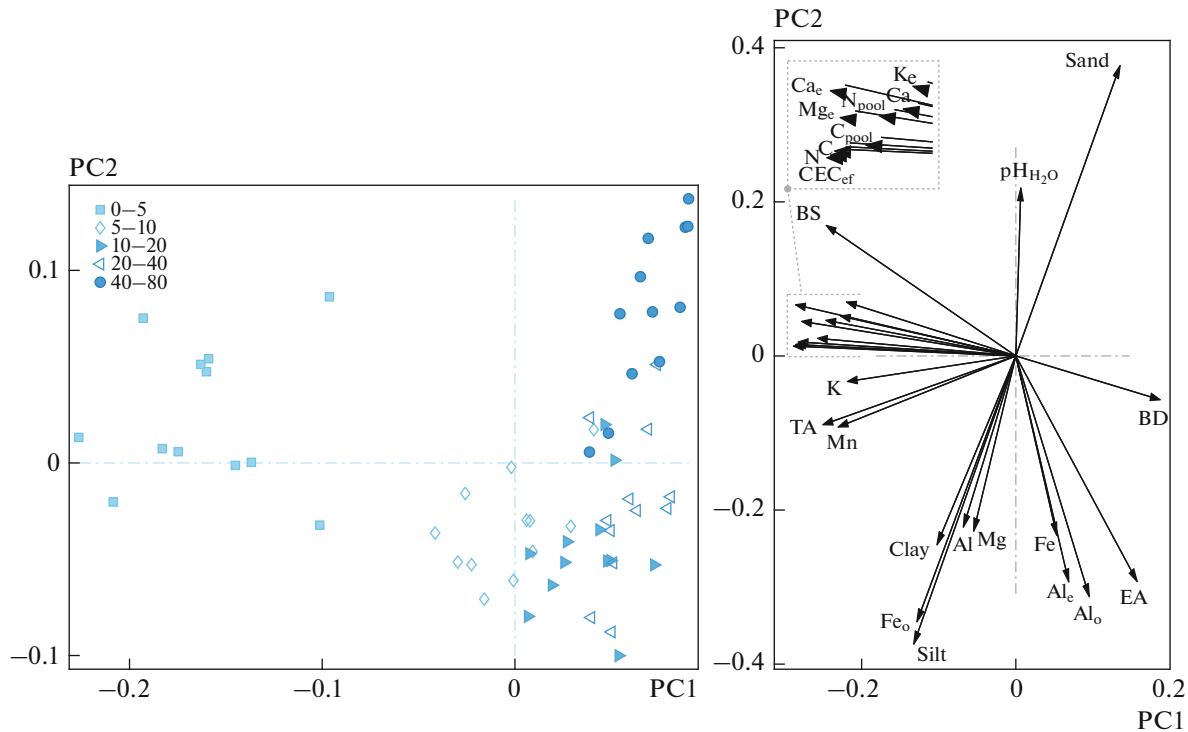 PC2
0.1
0
−0.1
−0.2
−0.1
0
PC1
0−5
5−10
10−20
20−40
40−80
PC2
0.4
0.2
0
−0.2
−0.4
−0.2
0
0.2
PC1
Sand
Ke
Cae
Npool
Ca
Mge
Cpool
C
N
CECef
pHH2O
BS
K
TA
Mn
BD
Clay
Al
Mg
Fe
Ale
Alo
EA
Feo
Silt